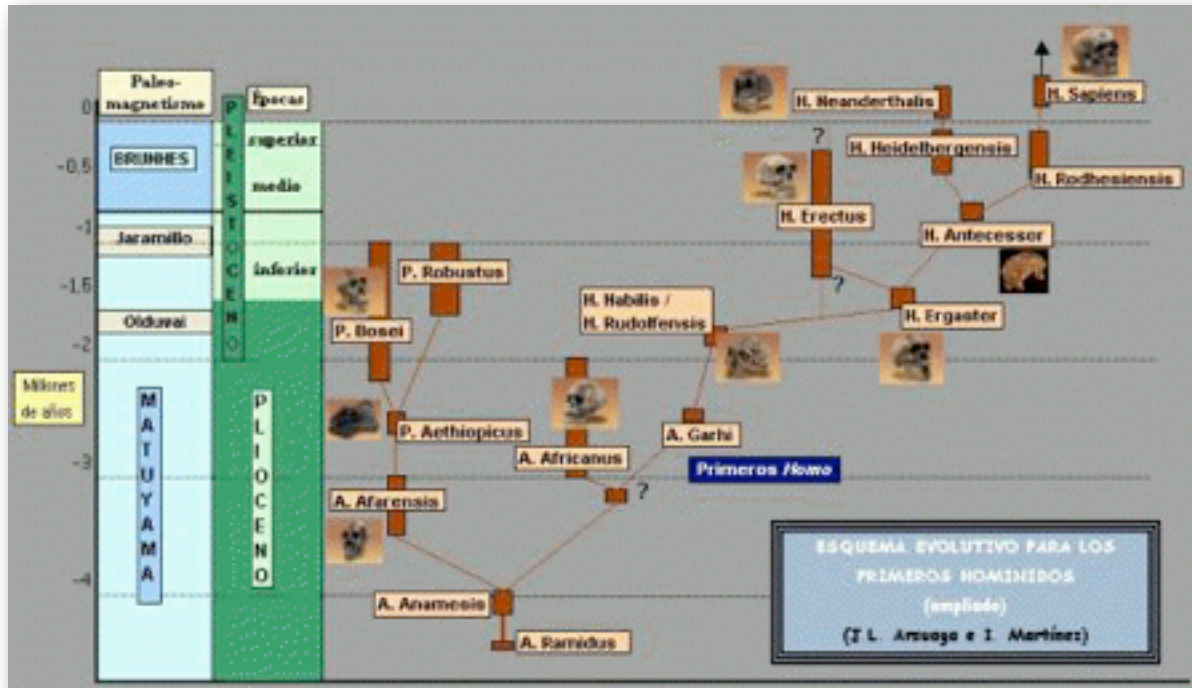 Paleo-
magnetismo
Épocas
0
BRUNHES
superior
-0,5
medio
-1
Jaramillo
inferior
-1,5
Olduvai
-2
Millones
de años
-3
-4
MATUYAMA
PLEISTOCENO
PLIOCENO
H. Sapiens
H. Neanderthalis
?
H. Heidelbergensis
H. Rodhesiensis
H. Erectus
H. Antecessor
P. Robustus
?
H. Habilis /
H. Rudolfensis
H. Ergaster
P. Bosei
P. Aethiopicus
A. Garhi
A. Africanus
Primeros Homo
?
A. Afarensis
A. Anamesis
A. Ramidus
ESQUEMA EVOLUTIVO PARA LOS
PRIMEROS HOMINIDOS
(ampliado)
(J L. Arsuaga e I. Martínez)